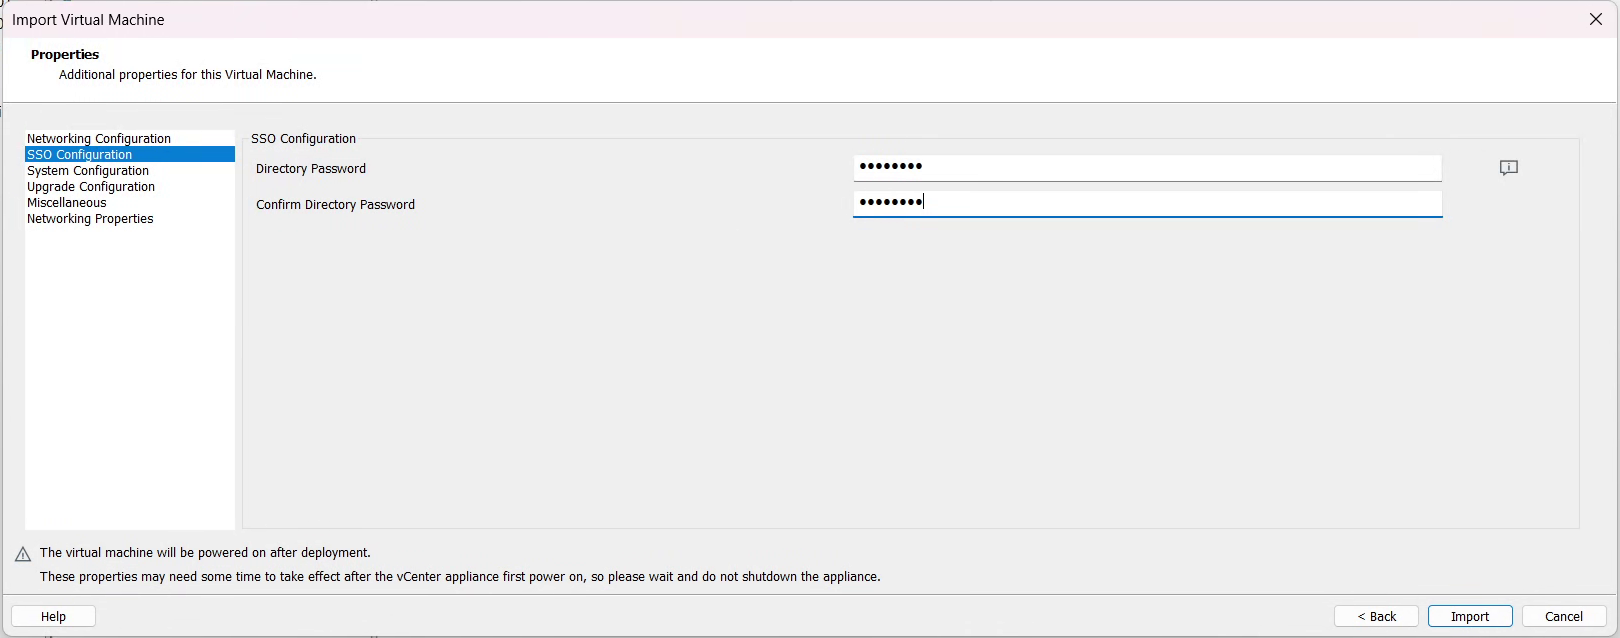 Import Virtual Machine
Properties
Additional properties for this Virtual Machine.
Networking Configuration
SSO Configuration
System Configuration
Upgrade Configuration
Miscellaneous
Networking Properties
SSO Configuration
Directory Password
••••••••
Confirm Directory Password
••••••••
The virtual machine will be powered on after deployment.
These properties may need some time to take effect after the vCenter appliance first power on, so please wait and do not shutdown the appliance.
Help
< Back
Import
Cancel